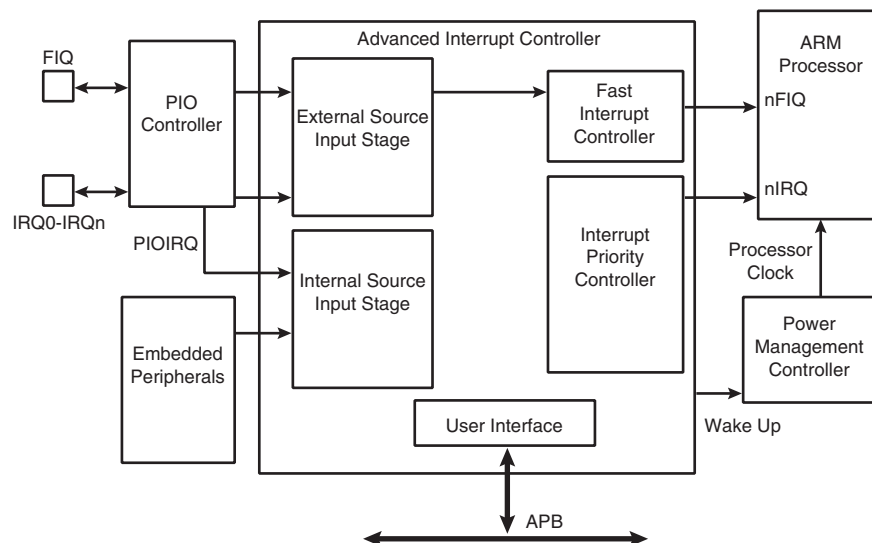 Advanced Interrupt Controller
FIQ
PIO
Controller
External Source
Input Stage
Fast
Interrupt
Controller
ARM
Processor
nFIQ
IRQ0-IRQn
nIRQ
PIOIRQ
Internal Source
Input Stage
Interrupt
Priority
Controller
Processor
Clock
Embedded
Peripherals
Power
Management
Controller
User Interface
Wake Up
APB